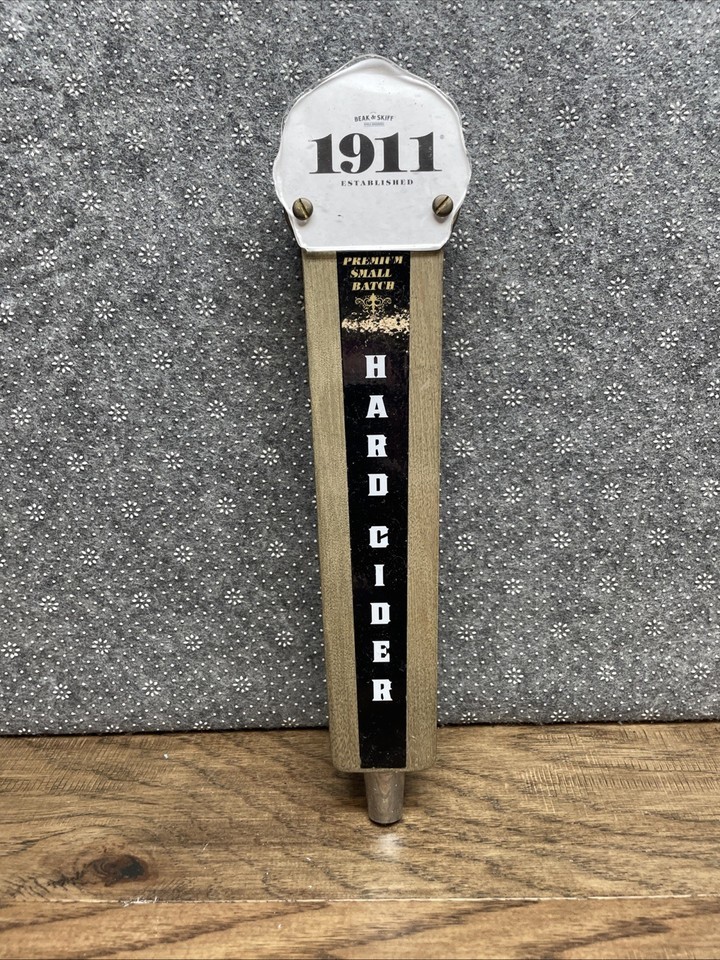 BEAK & SKIFF
1911®
ESTABLISHED
PREMIUM
SMALL
BATCH
HARD CIDER